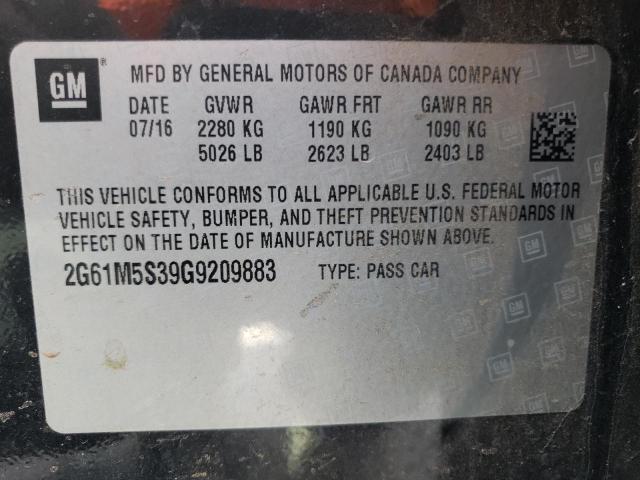 GM ® MFD BY GENERAL MOTORS OF CANADA COMPANY
DATE GVWR GAWR FRT GAWR RR
07/16 2280 KG 1190 KG 1090 KG
5026 LB 2623 LB 2403 LB
THIS VEHICLE CONFORMS TO ALL APPLICABLE U.S. FEDERAL MOTOR
VEHICLE SAFETY, BUMPER, AND THEFT PREVENTION STANDARDS IN
EFFECT ON THE DATE OF MANUFACTURE SHOWN ABOVE.
2G61M5S39G9209883 TYPE: PASS CAR